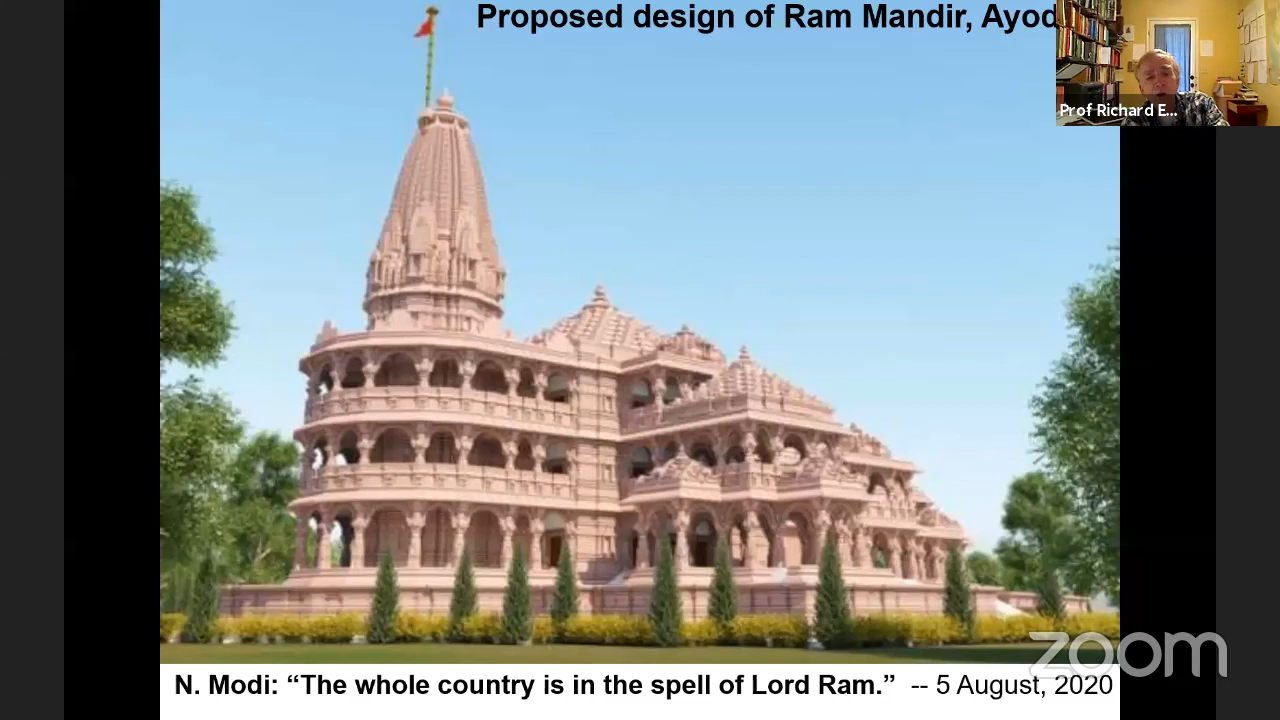 Proposed design of Ram Mandir, Ayod
Prof Richard E...
zoom
N. Modi: “The whole country is in the spell of Lord Ram.” -- 5 August, 2020